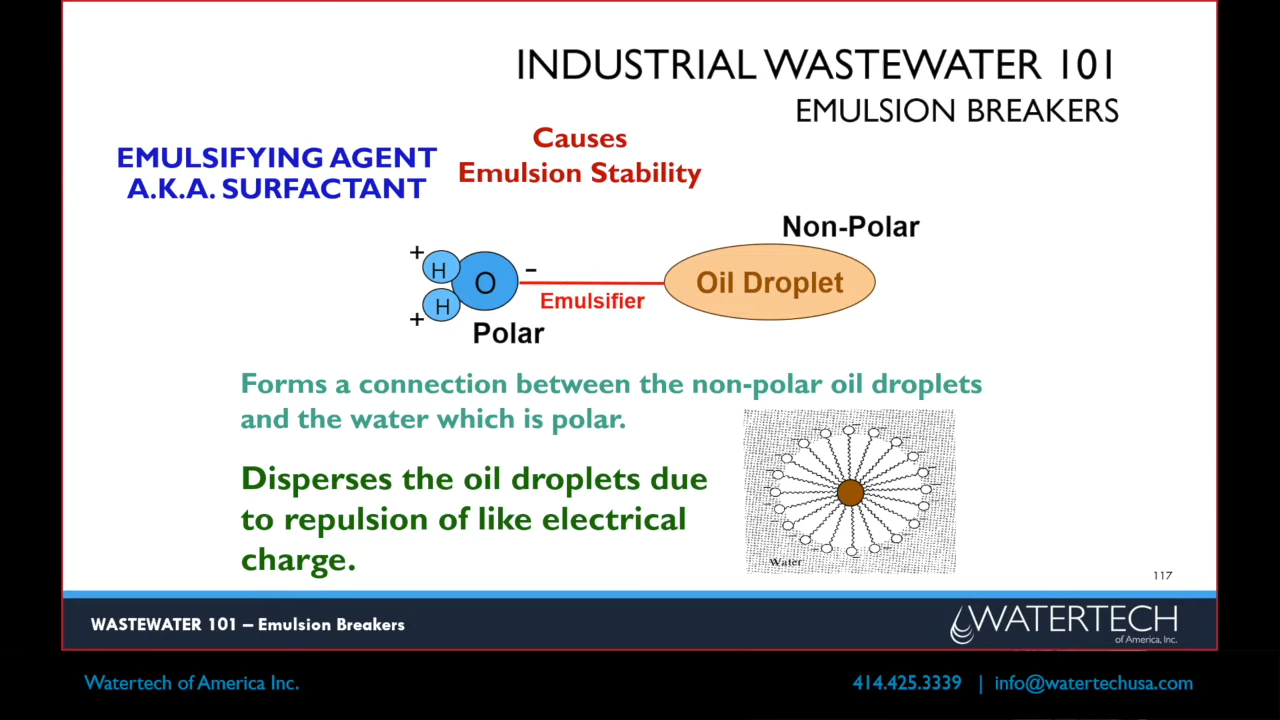 INDUSTRIAL WASTEWATER 101
EMULSION BREAKERS
EMULSIFYING AGENT
A.K.A. SURFACTANT
Causes
Emulsion Stability
Non-Polar
+
H
O
-
Emulsifier
Oil Droplet
H
+
Polar
Forms a connection between the non-polar oil droplets
and the water which is polar.
Disperses the oil droplets due
to repulsion of like electrical
charge.
Water
117
WASTEWATER 101 – Emulsion Breakers
WATERTECH
of America, Inc.
Watertech of America Inc.
414.425.3339 | info@watertechusa.com